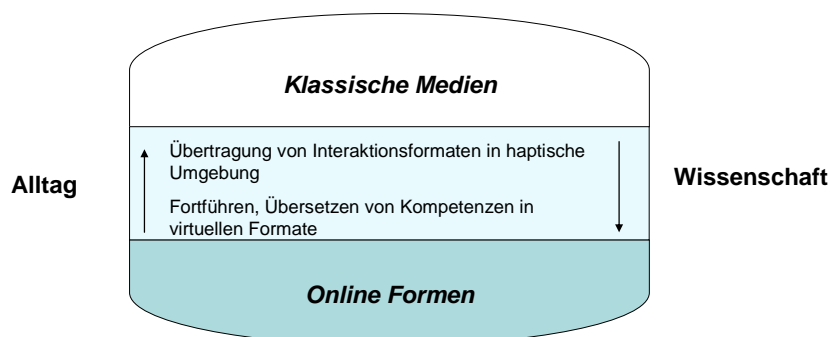 Klassische Medien
Übertragung von Interaktionsformaten in haptische
Umgebung
Alltag
Wissenschaft
Fortführen, Übersetzen von Kompetenzen in
virtuellen Formate
Online Formen